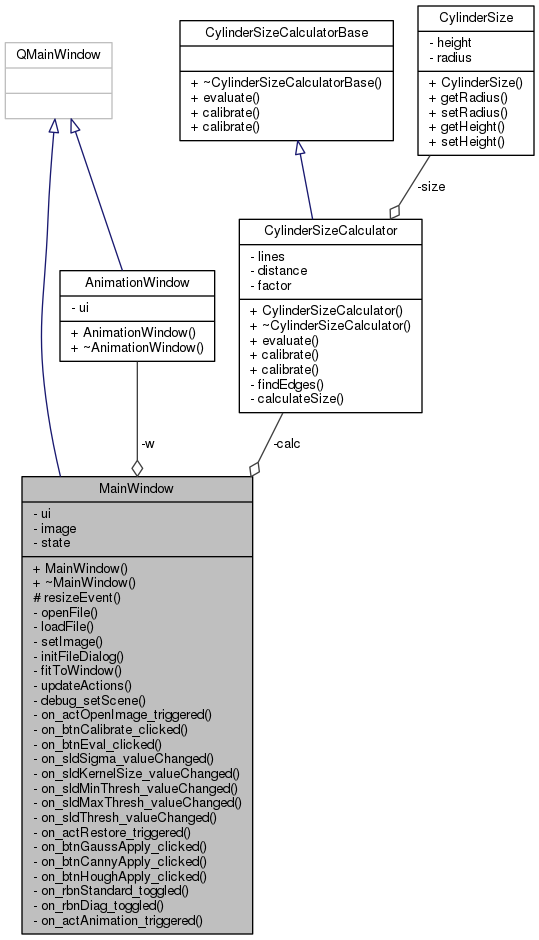 QMainWindow
CylinderSizeCalculatorBase
+ ~CylinderSizeCalculatorBase()
+ evaluate()
+ calibrate()
+ calibrate()
CylinderSize
- height
- radius
+ CylinderSize()
+ getRadius()
+ setRadius()
+ getHeight()
+ setHeight()
-size
AnimationWindow
- ui
+ AnimationWindow()
+ ~AnimationWindow()
CylinderSizeCalculator
- lines
- distance
- factor
+ CylinderSizeCalculator()
+ ~CylinderSizeCalculator()
+ evaluate()
+ calibrate()
+ calibrate()
- findEdges()
- calculateSize()
-w
-calc
MainWindow
- ui
- image
- state
+ MainWindow()
+ ~MainWindow()
# resizeEvent()
- openFile()
- loadFile()
- setImage()
- initFileDialog()
- fitToWindow()
- updateActions()
- debug_setScene()
- on_actOpenImage_triggered()
- on_btnCalibrate_clicked()
- on_btnEval_clicked()
- on_sldSigma_valueChanged()
- on_sldKernelSize_valueChanged()
- on_sldMinThresh_valueChanged()
- on_sldMaxThresh_valueChanged()
- on_sldThresh_valueChanged()
- on_actRestore_triggered()
- on_btnGaussApply_clicked()
- on_btnCannyApply_clicked()
- on_btnHoughApply_clicked()
- on_rbnStandard_toggled()
- on_rbnDiag_toggled()
- on_actAnimation_triggered()